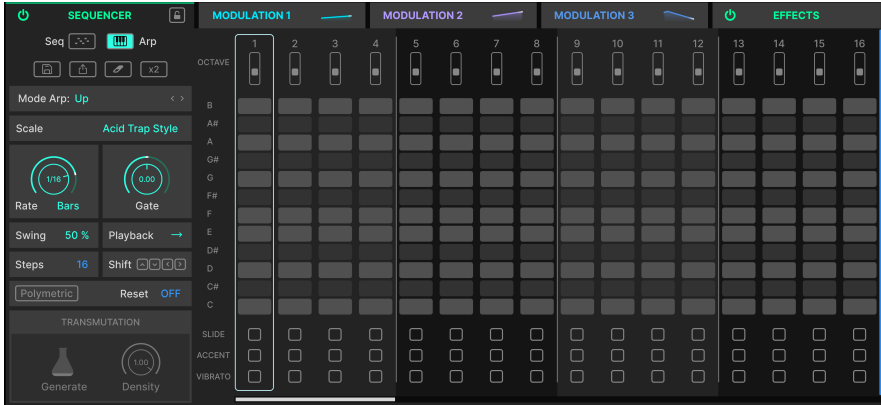 SEQUENCER MODULATION 1 MODULATION 2 MODULATION 3 EFFECTS
Seq Arp
x2
Mode Arp: Up < >
Scale Acid Trap Style
1/16 0.00
Rate Bars Gate
Swing 50 % Playback →
Steps 16 Shift
Polymetric Reset OFF
TRANSMUTATION
1.00
Generate Density
1 2 3 4 5 6 7 8 9 10 11 12 13 14 15 16
OCTAVE
B
A#
A
G#
G
F#
F
E
D#
D
C#
C
SLIDE
ACCENT
VIBRATO